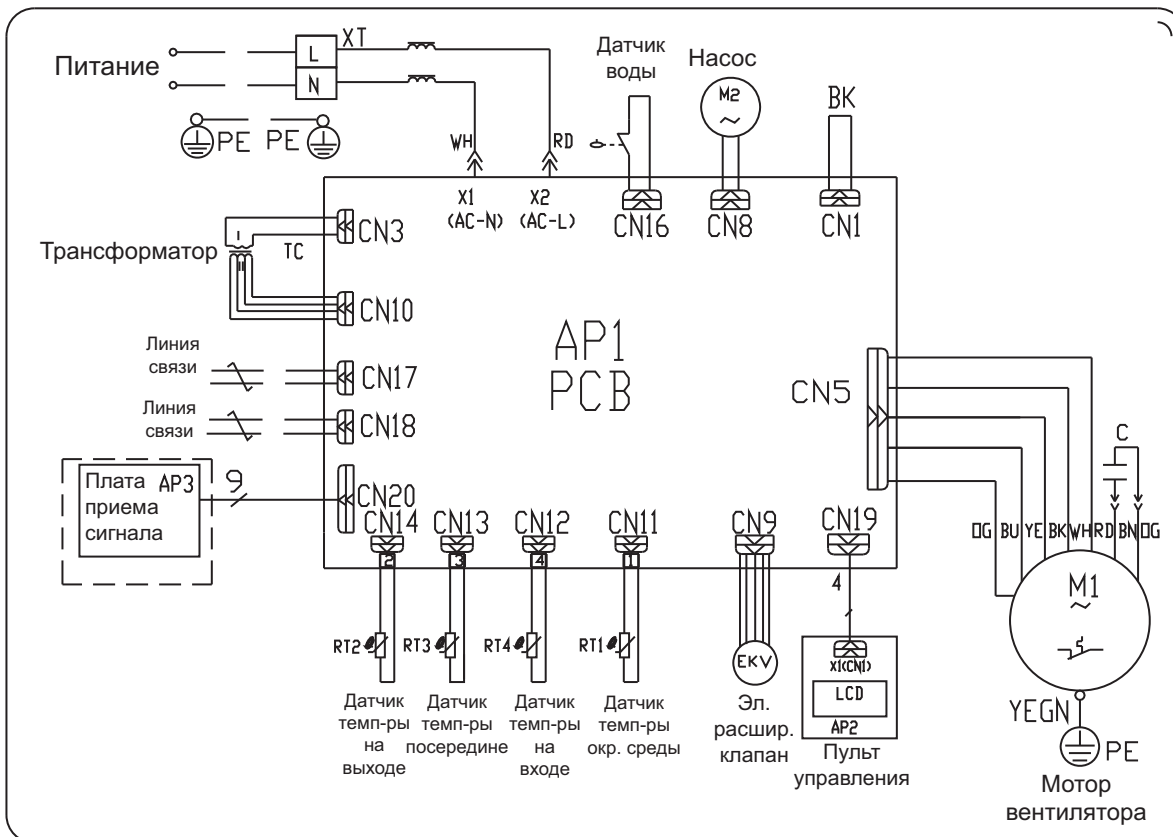 Питание
L
XT
N
PE PE
WH
RD
Датчик
воды
Насос
M2
~
BK
X1
(AC-N)
X2
(AC-L)
CN16
CN8
CN1
Трансформатор
I
II
TC
CN3
CN10
Линия
связи
CN17
Линия
связи
CN18
AP1
PCB
CN5
C
Плата
приема
сигнала
AP3
9
CN20
CN14
CN13
CN12
CN11
CN9
CN19
2
3
4
1
4
OG BU YE BK WH RD BN OG
M1
~
RT2
RT3
RT4
RT1
EKV
X1(CN1)
LCD
AP2
YEGN
PE
Датчик
темп-ры
на
выходе
Датчик
темп-ры
посередине
Датчик
темп-ры
на
входе
Датчик
темп-ры
окр. среды
Эл.
расшир.
клапан
Пульт
управления
Мотор
вентилятора